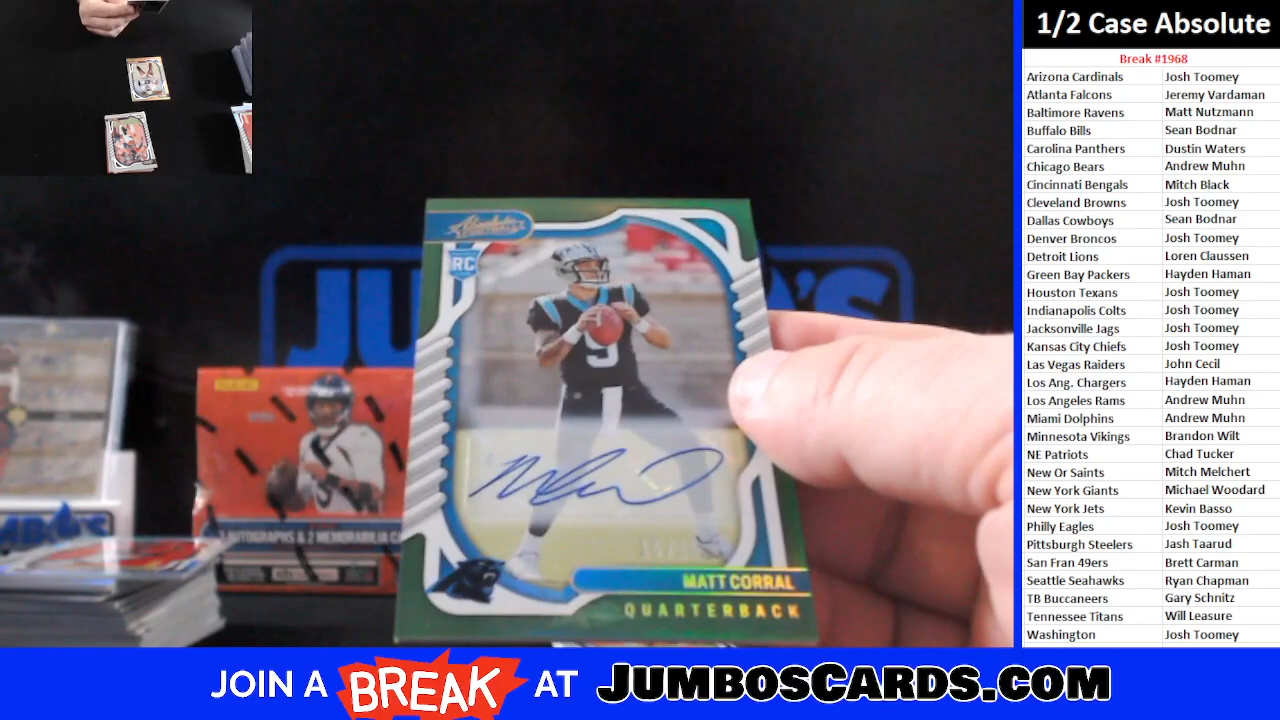 1/2 Case Absolute
Break #1968
Arizona Cardinals Josh Toomey
Atlanta Falcons Jeremy Vardaman
Baltimore Ravens Matt Nutzmann
Buffalo Bills Sean Bodnar
Carolina Panthers Dustin Waters
Chicago Bears Andrew Muhn
Cincinnati Bengals Mitch Black
Cleveland Browns Josh Toomey
Dallas Cowboys Sean Bodnar
Denver Broncos Josh Toomey
Detroit Lions Loren Claussen
Green Bay Packers Hayden Haman
Houston Texans Josh Toomey
Indianapolis Colts Josh Toomey
Jacksonville Jags Josh Toomey
Kansas City Chiefs Josh Toomey
Las Vegas Raiders John Cecil
Los Ang. Chargers Hayden Haman
Los Angeles Rams Andrew Muhn
Miami Dolphins Andrew Muhn
Minnesota Vikings Brandon Wilt
NE Patriots Chad Tucker
New Or Saints Mitch Melchert
New York Giants Michael Woodard
New York Jets Kevin Basso
Philly Eagles Josh Toomey
Pittsburgh Steelers Jash Taarud
San Fran 49ers Brett Carman
Seattle Seahawks Ryan Chapman
TB Buccaneers Gary Schnitz
Tennessee Titans Will Leasure
Washington Josh Toomey
Absolute
RC
9
MATT CORRAL
QUARTERBACK
PANINI
AUTOGRAPHS & 2 MEMORABILIA
JOIN A BREAK AT JUMBOSCARDS.COM